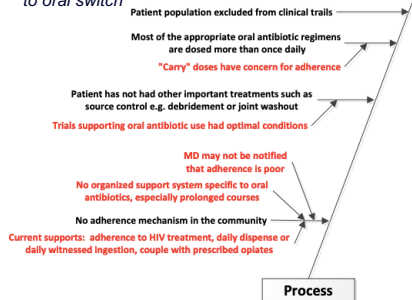 to oral switch
Patient population excluded from clinical trails
Most of the appropriate oral antibiotic regimens
are dosed more than once daily
"Carry" doses have concern for adherence
Patient has not had other important treatments such as
source control e.g. debridement or joint washout
Trials supporting oral antibiotic use had optimal conditions
MD may not be notified
that adherence is poor
No organized support system specific to oral
antibiotics, especially prolonged courses
No adherence mechanism in the community
Current supports: adherence to HIV treatment, daily dispense or
daily witnessed ingestion, couple with prescribed opiates
Process